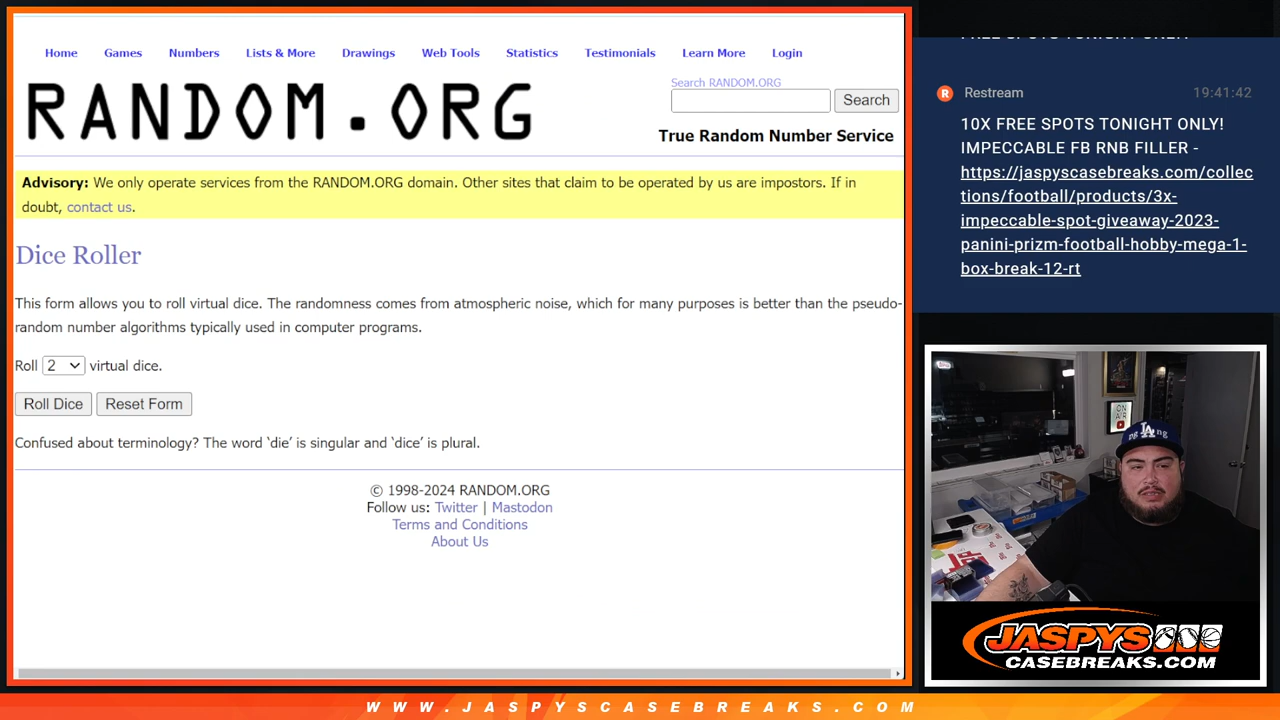 Home Games Numbers Lists & More Drawings Web Tools Statistics Testimonials Learn More Login
RANDOM.ORG
Search RANDOM.ORG
Search
True Random Number Service
Advisory: We only operate services from the RANDOM.ORG domain. Other sites that claim to be operated by us are impostors. If in
doubt, contact us.
Dice Roller
This form allows you to roll virtual dice. The randomness comes from atmospheric noise, which for many purposes is better than the pseudo-
random number algorithms typically used in computer programs.
Roll 2 virtual dice.
Roll Dice Reset Form
Confused about terminology? The word ‘die’ is singular and ‘dice’ is plural.
© 1998-2024 RANDOM.ORG
Follow us: Twitter | Mastodon
Terms and Conditions
About Us
FREE SPOTS TONIGHT ONLY!
R Restream 19:41:42
10X FREE SPOTS TONIGHT ONLY!
IMPECCABLE FB RNB FILLER -
https://jaspyscasebreaks.com/collec
tions/football/products/3x-
impeccable-spot-giveaway-2023-
panini-prizm-football-hobby-mega-1-
box-break-12-rt
ON
AIR
LA
JASPYS
CASEBREAKS.COM
WWW.JASPYSCASEBREAKS.COM